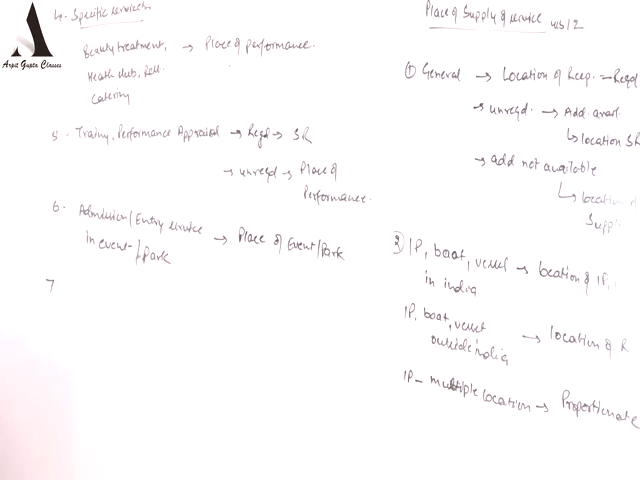 Arpit Gupta Classes
4. Specific services
Beauty treatment, → Place of performance.
Health club, Rest.
Catering
5. Training, Performance Appraisal → Regd → SR
→ unregd → Place of
Performance.
6. Admission/Entry service → Place of Event/Park
in event/park
7
Place of Supply of service u/s 12
① General → Location of Recp. – Regd
→ unregd. → Add. avail.
↳ location SR
→ add not available
↳ location of
Supp
② IP, boat, vessel → location of IP,
in india
IP, boat, vessel → location of R
outside india
IP – multiple location → Proportionate